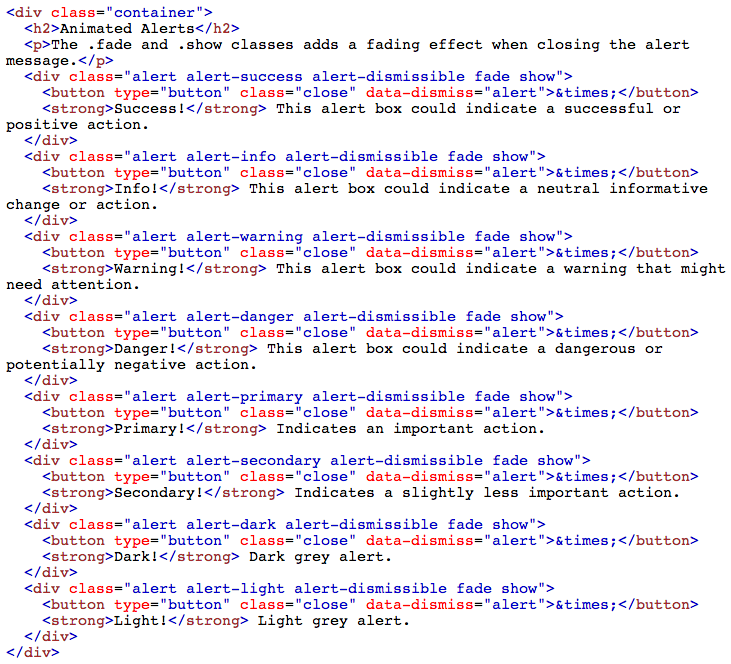 <div class="container">
  <h2>Animated Alerts</h2>
  <p>The .fade and .show classes adds a fading effect when closing the alert
message.</p>
  <div class="alert alert-success alert-dismissible fade show">
    <button type="button" class="close" data-dismiss="alert">&times;</button>
    <strong>Success!</strong> This alert box could indicate a successful or
positive action.
  </div>
  <div class="alert alert-info alert-dismissible fade show">
    <button type="button" class="close" data-dismiss="alert">&times;</button>
    <strong>Info!</strong> This alert box could indicate a neutral informative
change or action.
  </div>
  <div class="alert alert-warning alert-dismissible fade show">
    <button type="button" class="close" data-dismiss="alert">&times;</button>
    <strong>Warning!</strong> This alert box could indicate a warning that might
need attention.
  </div>
  <div class="alert alert-danger alert-dismissible fade show">
    <button type="button" class="close" data-dismiss="alert">&times;</button>
    <strong>Danger!</strong> This alert box could indicate a dangerous or
potentially negative action.
  </div>
  <div class="alert alert-primary alert-dismissible fade show">
    <button type="button" class="close" data-dismiss="alert">&times;</button>
    <strong>Primary!</strong> Indicates an important action.
  </div>
  <div class="alert alert-secondary alert-dismissible fade show">
    <button type="button" class="close" data-dismiss="alert">&times;</button>
    <strong>Secondary!</strong> Indicates a slightly less important action.
  </div>
  <div class="alert alert-dark alert-dismissible fade show">
    <button type="button" class="close" data-dismiss="alert">&times;</button>
    <strong>Dark!</strong> Dark grey alert.
  </div>
  <div class="alert alert-light alert-dismissible fade show">
    <button type="button" class="close" data-dismiss="alert">&times;</button>
    <strong>Light!</strong> Light grey alert.
  </div>
</div>